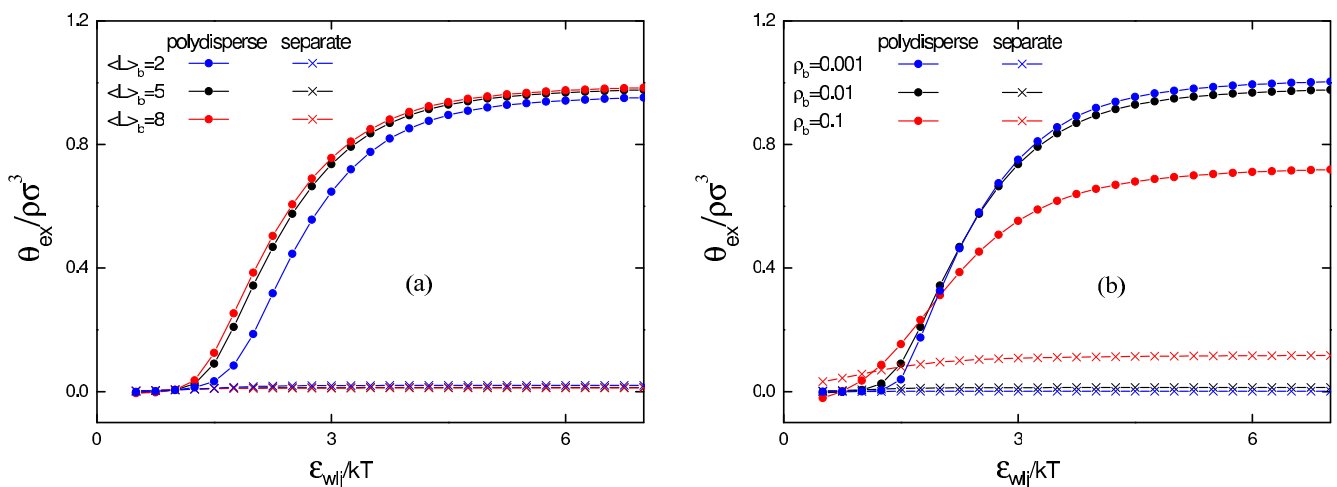 1.2
0.8
0.4
0.0
θex/ρσ³
polydisperse separate
<L>b=2
<L>b=5
<L>b=8
(a)
0 3 6
εwlj/kT
1.2
0.8
0.4
0.0
θex/ρσ³
polydisperse separate
ρb=0.001
ρb=0.01
ρb=0.1
(b)
0 3 6
εwlj/kT